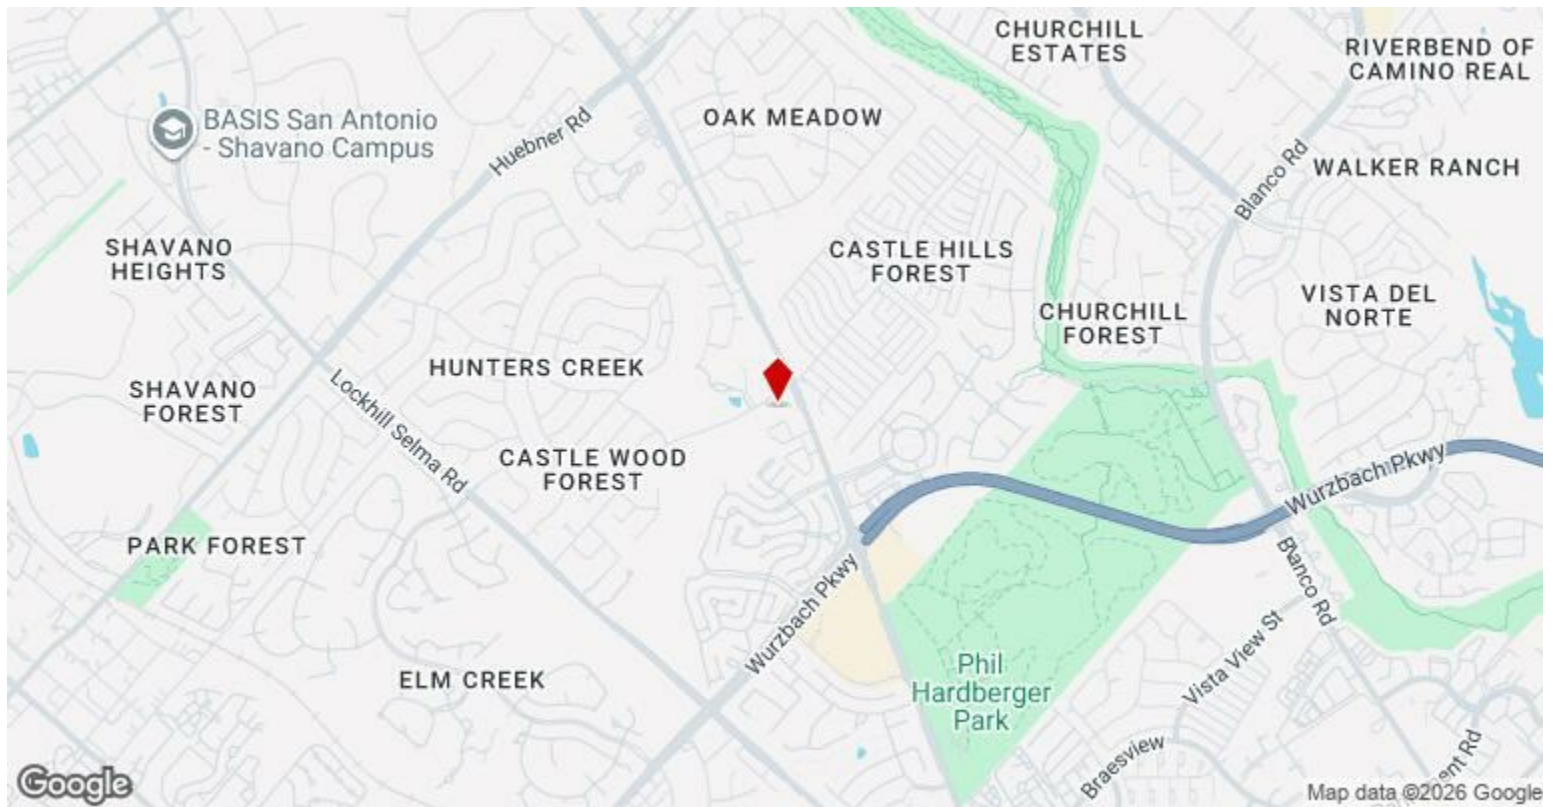 CHURCHILL
ESTATES
RIVERBEND OF
CAMINO REAL
OAK MEADOW
BASIS San Antonio
- Shavano Campus
Huebner Rd
Blanco Rd
WALKER RANCH
SHAVANO
HEIGHTS
CASTLE HILLS
FOREST
VISTA DEL
NORTE
CHURCHILL
FOREST
HUNTERS CREEK
SHAVANO
FOREST
Lockhill Selma Rd
CASTLE WOOD
FOREST
Wurzbach Pkwy
PARK FOREST
Wurzbach Pkwy
Blanco Rd
Vista View St
ELM CREEK
Phil
Hardberger
Park
Braesview
ent Rd
Google
Map data ©2026 Google